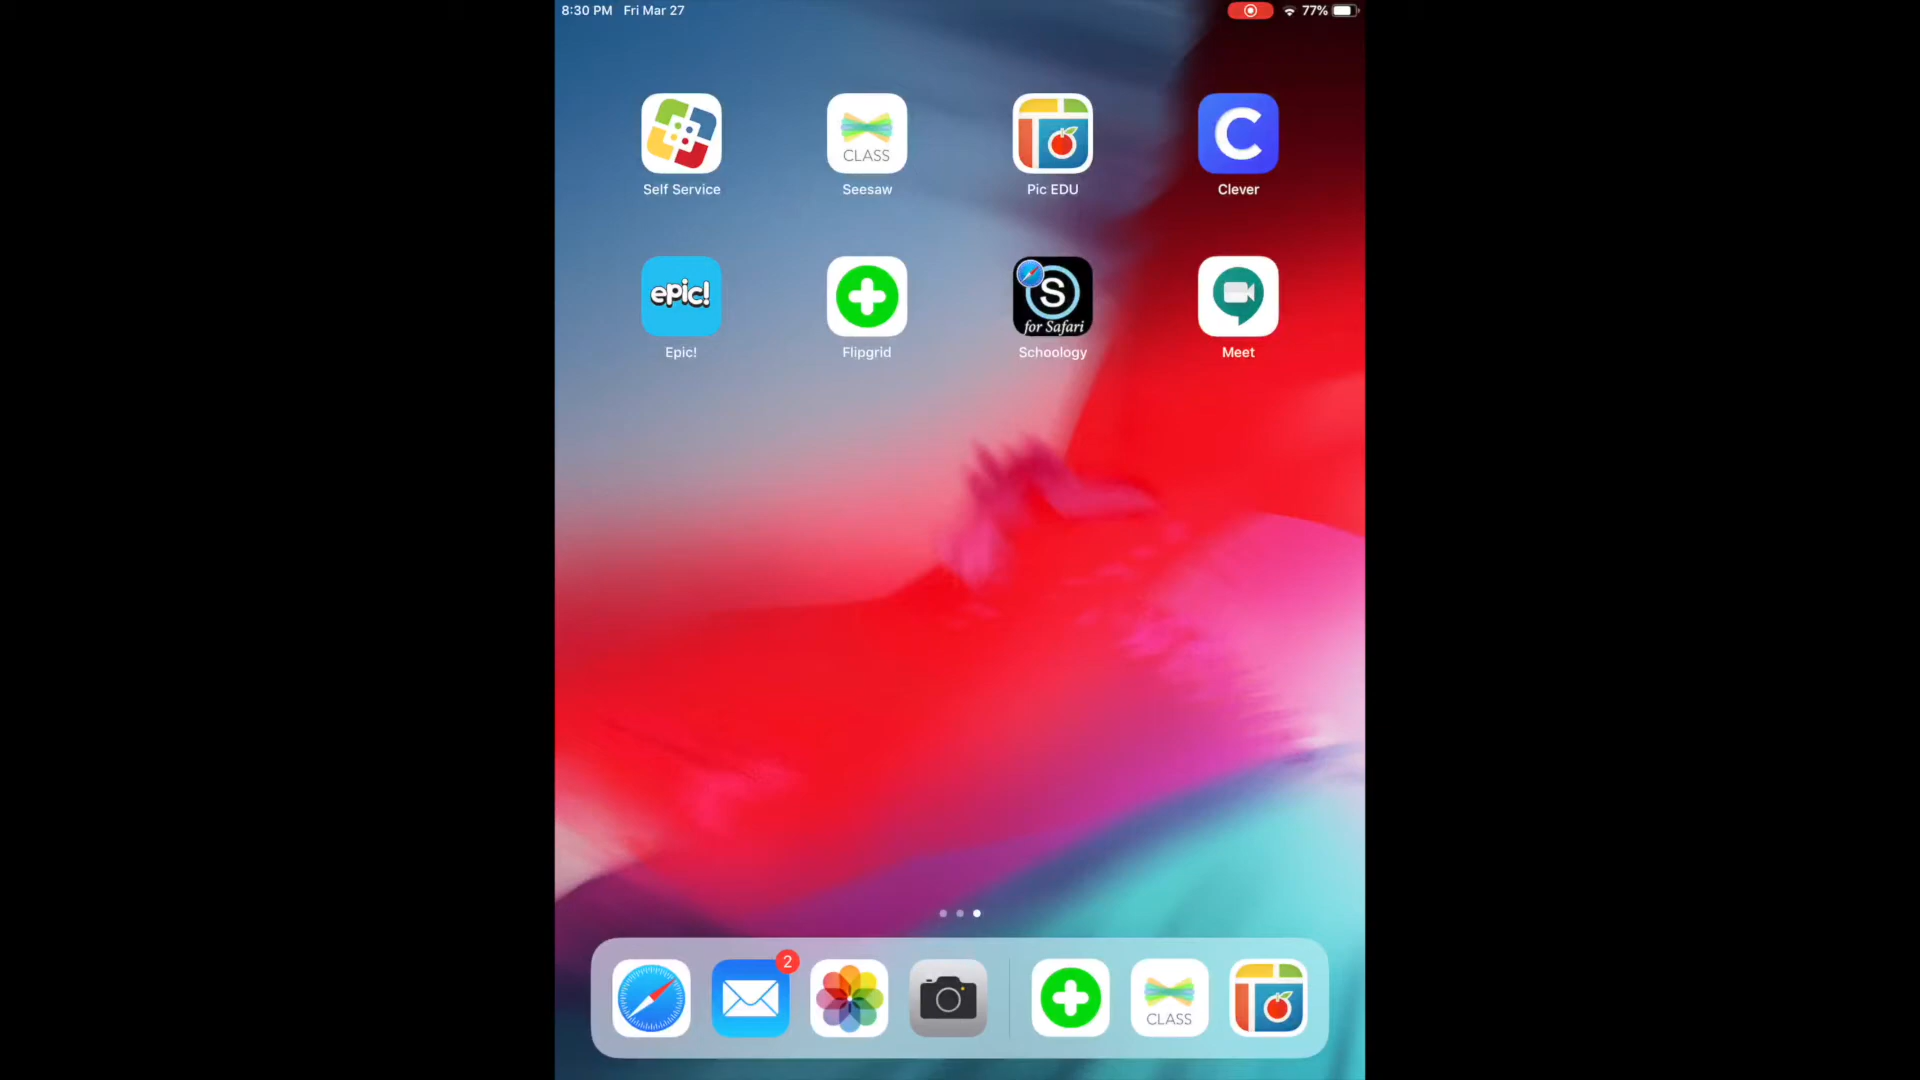 8:30 PM Fri Mar 27 77%
CLASS
C
Self Service Seesaw Pic EDU Clever
epic!
S
for Safari
Epic! Flipgrid Schoology Meet
2
CLASS